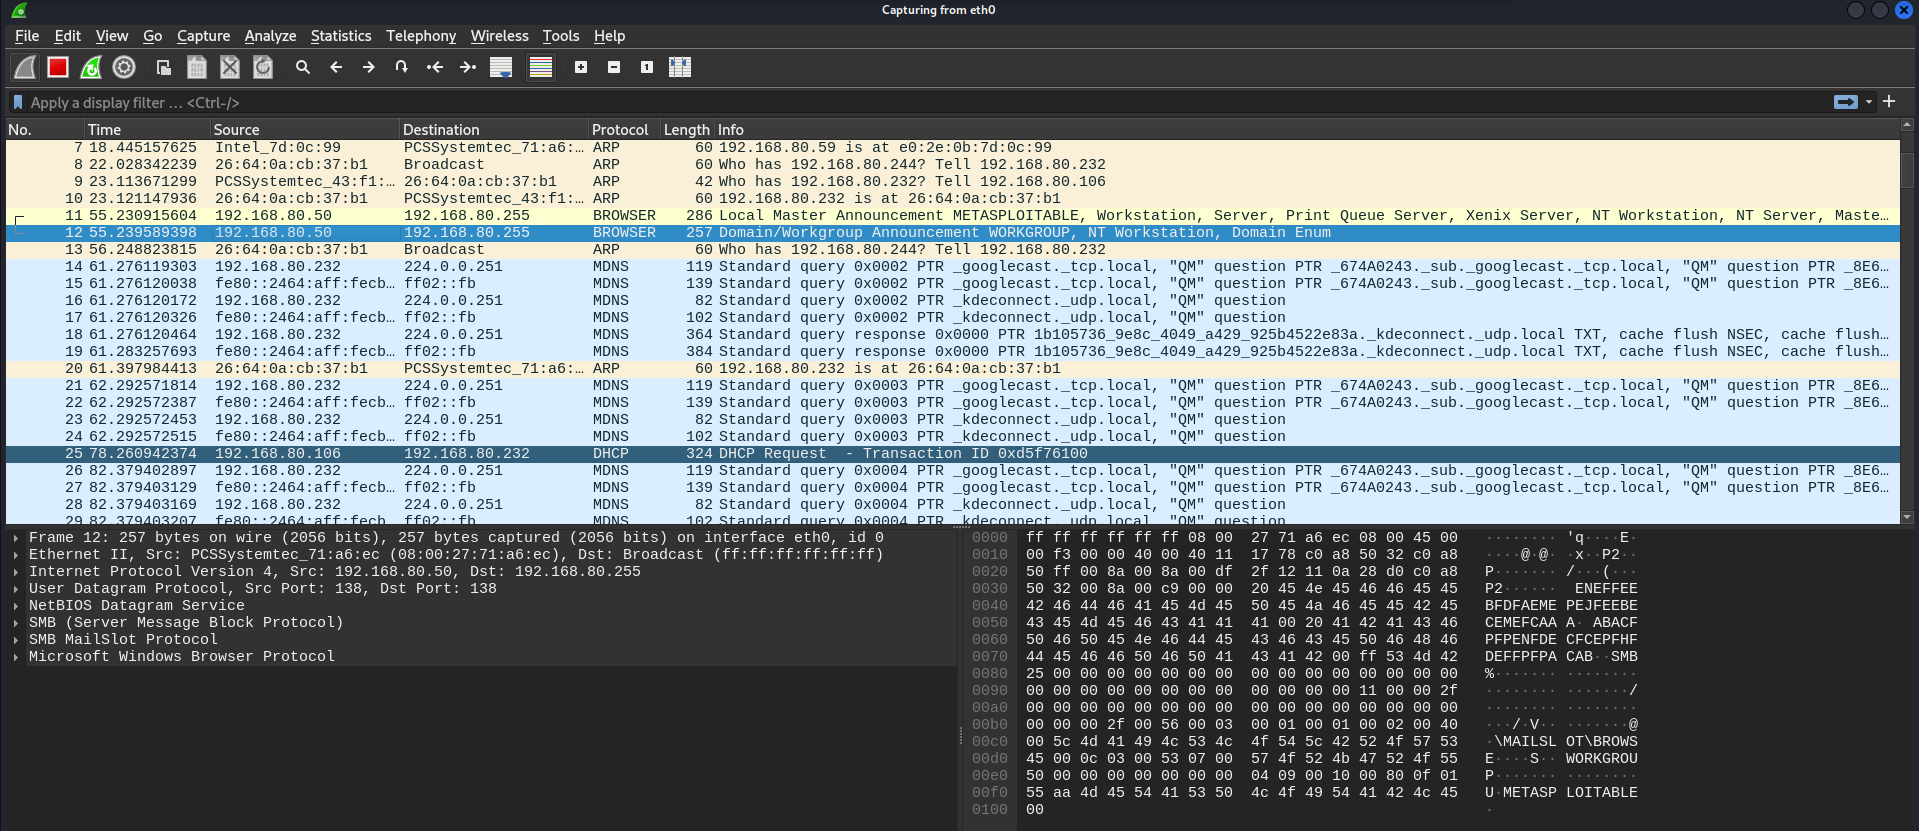 Capturing from eth0
File Edit View Go Capture Analyze Statistics Telephony Wireless Tools Help
Apply a display filter … <Ctrl-/>
No. Time Source Destination Protocol Length Info
7 18.445157625 Intel_7d:0c:99 PCSSystemtec_71:a6:… ARP 60 192.168.80.59 is at e0:2e:0b:7d:0c:99
8 22.028342239 26:64:0a:cb:37:b1 Broadcast ARP 60 Who has 192.168.80.244? Tell 192.168.80.232
9 23.113671299 PCSSystemtec_43:f1:… 26:64:0a:cb:37:b1 ARP 42 Who has 192.168.80.232? Tell 192.168.80.106
10 23.121147936 26:64:0a:cb:37:b1 PCSSystemtec_43:f1:… ARP 60 192.168.80.232 is at 26:64:0a:cb:37:b1
11 55.230915604 192.168.80.50 192.168.80.255 BROWSER 286 Local Master Announcement METASPLOITABLE, Workstation, Server, Print Queue Server, Xenix Server, NT Workstation, NT Server, Maste…
12 55.239589398 192.168.80.50 192.168.80.255 BROWSER 257 Domain/Workgroup Announcement WORKGROUP, NT Workstation, Domain Enum
13 56.248823815 26:64:0a:cb:37:b1 Broadcast ARP 60 Who has 192.168.80.244? Tell 192.168.80.232
14 61.276119303 192.168.80.232 224.0.0.251 MDNS 119 Standard query 0x0002 PTR _googlecast._tcp.local, "QM" question PTR _674A0243._sub._googlecast._tcp.local, "QM" question PTR _8E6…
15 61.276120038 fe80::2464:aff:fecb… ff02::fb MDNS 139 Standard query 0x0002 PTR _googlecast._tcp.local, "QM" question PTR _674A0243._sub._googlecast._tcp.local, "QM" question PTR _8E6…
16 61.276120172 192.168.80.232 224.0.0.251 MDNS 82 Standard query 0x0002 PTR _kdeconnect._udp.local, "QM" question
17 61.276120326 fe80::2464:aff:fecb… ff02::fb MDNS 102 Standard query 0x0002 PTR _kdeconnect._udp.local, "QM" question
18 61.276120464 192.168.80.232 224.0.0.251 MDNS 364 Standard query response 0x0000 PTR 1b105736_9e8c_4049_a429_925b4522e83a._kdeconnect._udp.local TXT, cache flush NSEC, cache flush…
19 61.283257693 fe80::2464:aff:fecb… ff02::fb MDNS 384 Standard query response 0x0000 PTR 1b105736_9e8c_4049_a429_925b4522e83a._kdeconnect._udp.local TXT, cache flush NSEC, cache flush…
20 61.397984413 26:64:0a:cb:37:b1 PCSSystemtec_71:a6:… ARP 60 192.168.80.232 is at 26:64:0a:cb:37:b1
21 62.292571814 192.168.80.232 224.0.0.251 MDNS 119 Standard query 0x0003 PTR _googlecast._tcp.local, "QM" question PTR _674A0243._sub._googlecast._tcp.local, "QM" question PTR _8E6…
22 62.292572387 fe80::2464:aff:fecb… ff02::fb MDNS 139 Standard query 0x0003 PTR _googlecast._tcp.local, "QM" question PTR _674A0243._sub._googlecast._tcp.local, "QM" question PTR _8E6…
23 62.292572453 192.168.80.232 224.0.0.251 MDNS 82 Standard query 0x0003 PTR _kdeconnect._udp.local, "QM" question
24 62.292572515 fe80::2464:aff:fecb… ff02::fb MDNS 102 Standard query 0x0003 PTR _kdeconnect._udp.local, "QM" question
25 78.260942374 192.168.80.106 192.168.80.232 DHCP 324 DHCP Request - Transaction ID 0xd5f76100
26 82.379402897 192.168.80.232 224.0.0.251 MDNS 119 Standard query 0x0004 PTR _googlecast._tcp.local, "QM" question PTR _674A0243._sub._googlecast._tcp.local, "QM" question PTR _8E6…
27 82.379403129 fe80::2464:aff:fecb… ff02::fb MDNS 139 Standard query 0x0004 PTR _googlecast._tcp.local, "QM" question PTR _674A0243._sub._googlecast._tcp.local, "QM" question PTR _8E6…
28 82.379403169 192.168.80.232 224.0.0.251 MDNS 82 Standard query 0x0004 PTR _kdeconnect._udp.local, "QM" question
29 82.379403207 fe80::2464:aff:fecb… ff02::fb MDNS 102 Standard query 0x0004 PTR _kdeconnect._udp.local, "QM" question
Frame 12: 257 bytes on wire (2056 bits), 257 bytes captured (2056 bits) on interface eth0, id 0
Ethernet II, Src: PCSSystemtec_71:a6:ec (08:00:27:71:a6:ec), Dst: Broadcast (ff:ff:ff:ff:ff:ff)
Internet Protocol Version 4, Src: 192.168.80.50, Dst: 192.168.80.255
User Datagram Protocol, Src Port: 138, Dst Port: 138
NetBIOS Datagram Service
SMB (Server Message Block Protocol)
SMB MailSlot Protocol
Microsoft Windows Browser Protocol
0000 ff ff ff ff ff ff 08 00 27 71 a6 ec 08 00 45 00 ········ 'q····E·
0010 00 f3 00 00 40 00 40 11 17 78 c0 a8 50 32 c0 a8 ····@·@· ·x··P2··
0020 50 ff 00 8a 00 8a 00 df 2f 12 11 0a 28 d0 c0 a8 P······· /···(···
0030 50 32 00 8a 00 c9 00 00 20 45 4e 45 46 46 45 45 P2······ ENEFFEE
0040 42 46 44 46 41 45 4d 45 50 45 4a 46 45 45 42 45 BFDFAEME PEJFEEBE
0050 43 45 4d 45 46 43 41 41 41 00 20 41 42 41 43 46 CEMEFCAA A· ABACF
0060 50 46 50 45 4e 46 44 45 43 46 43 45 50 46 48 46 PFPENFDE CFCEPFHF
0070 44 45 46 46 50 46 50 41 43 41 42 00 ff 53 4d 42 DEFFPFPA CAB··SMB
0080 25 00 00 00 00 00 00 00 00 00 00 00 00 00 00 00 %······· ········
0090 00 00 00 00 00 00 00 00 00 00 00 00 11 00 00 2f ········ ·······/
00a0 00 00 00 00 00 00 00 00 00 00 00 00 00 00 00 00 ········ ········
00b0 00 00 00 2f 00 56 00 03 00 01 00 01 00 02 00 40 ···/·V·· ·······@
00c0 00 5c 4d 41 49 4c 53 4c 4f 54 5c 42 52 4f 57 53 ·\MAILSL OT\BROWS
00d0 45 00 0c 03 00 53 07 00 57 4f 52 4b 47 52 4f 55 E····S·· WORKGROU
00e0 50 00 00 00 00 00 00 00 04 09 00 10 00 80 0f 01 P······· ········
00f0 55 aa 4d 45 54 41 53 50 4c 4f 49 54 41 42 4c 45 U·METASP LOITABLE
0100 00 ·